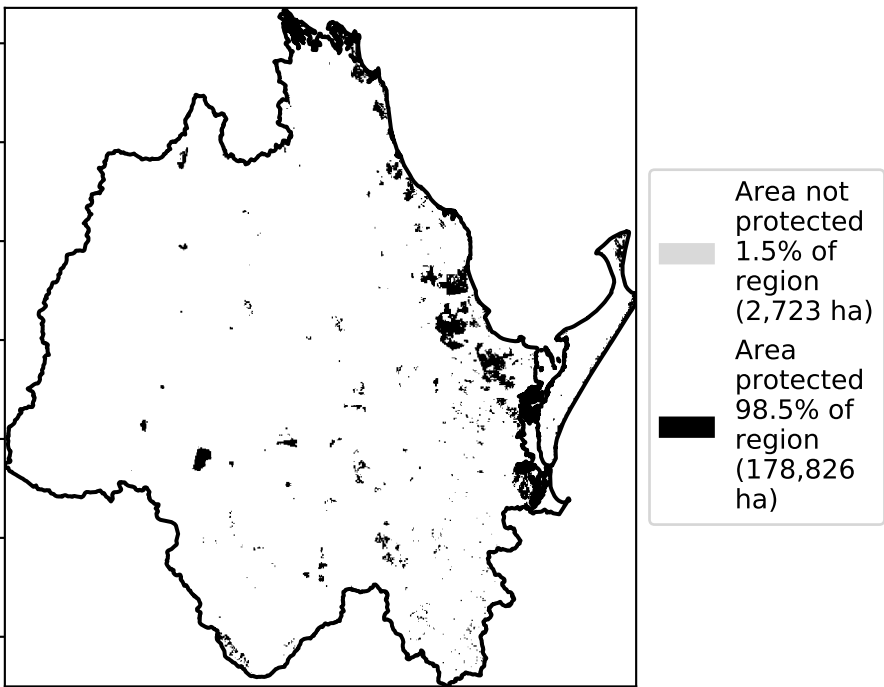 Area not
protected
1.5% of
region
(2,723 ha)
Area
protected
98.5% of
region
(178,826
ha)